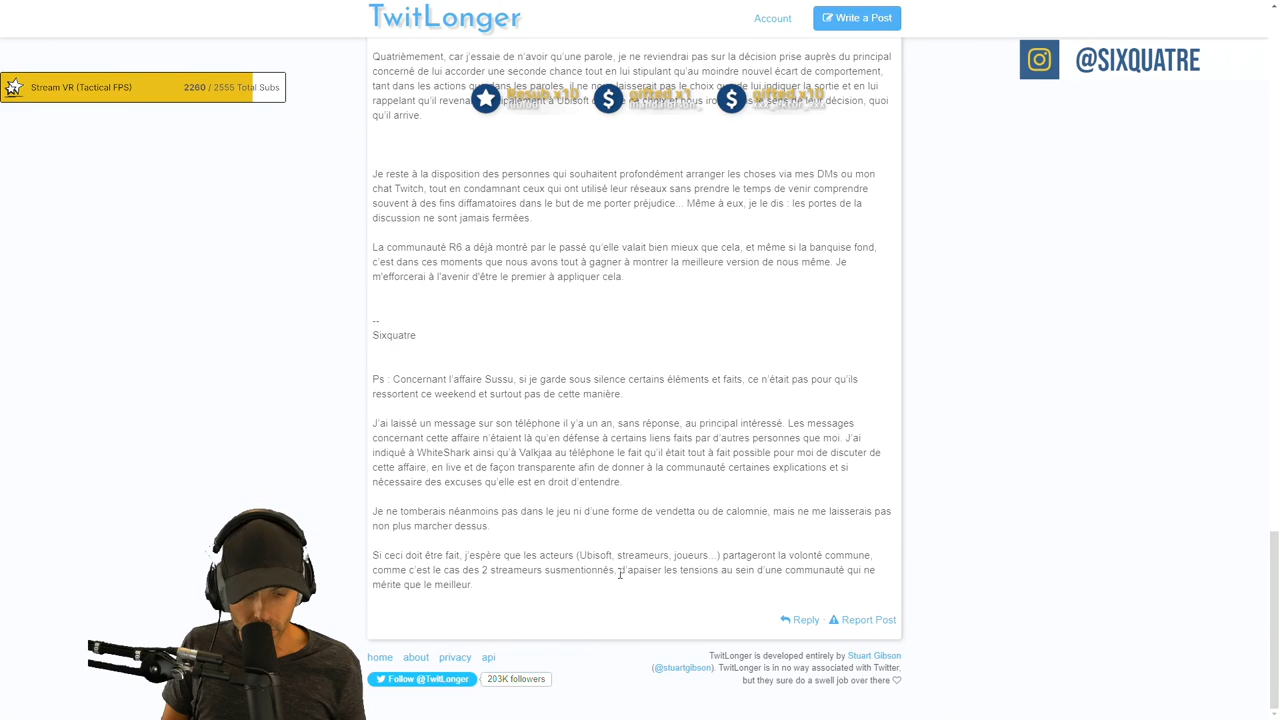 TwitLonger
Account
Write a Post
@SIXQUATRE
Stream VR (Tactical FPS)
2260 / 2555 Total Subs
Quatrièmement, car j'essaie de n'avoir qu'une parole, je ne reviendrai pas sur la décision prise auprès du principal
concerné de lui accorder une seconde chance tout en lui stipulant qu'au moindre nouvel écart de comportement,
tant dans les actions que dans les paroles, il ne nous laisserait pas le choix que de lui indiquer la sortie et en lui
rappelant qu'il revenait principalement à Ubisoft
le sens de leur décision, quoi
qu'il arrive.
Resub x10
gifted x1
gifted x10
Je reste à la disposition des personnes qui souhaitent profondément arranger les choses via mes DMs ou mon
chat Twitch, tout en condamnant ceux qui ont utilisé leur réseaux sans prendre le temps de venir comprendre
souvent à des fins diffamatoires dans le but de me porter préjudice... Même à eux, je le dis : les portes de la
discussion ne sont jamais fermées.
La communauté R6 a déjà montré par le passé qu'elle valait bien mieux que cela, et même si la banquise fond,
c'est dans ces moments que nous avons tout à gagner à montrer la meilleure version de nous même. Je
m'efforcerai à l'avenir d'être le premier à appliquer cela.
--
Sixquatre
Ps : Concernant l'affaire Sussu, si je garde sous silence certains éléments et faits, ce n'était pas pour qu'ils
ressortent ce weekend et surtout pas de cette manière.
J'ai laissé un message sur son téléphone il y'a un an, sans réponse, au principal intéressé. Les messages
concernant cette affaire n'étaient là qu'en défense à certains liens faits par d'autres personnes que moi. J'ai
indiqué à WhiteShark ainsi qu'à Valkjaa au téléphone le fait qu'il était tout à fait possible pour moi de discuter de
cette affaire, en live et de façon transparente afin de donner à la communauté certaines explications et si
nécessaire des excuses qu'elle est en droit d'entendre.
Je ne tomberais néanmoins pas dans le jeu ni d'une forme de vendetta ou de calomnie, mais ne me laisserais pas
non plus marcher dessus.
Si ceci doit être fait, j'espère que les acteurs (Ubisoft, streameurs, joueurs...) partageront la volonté commune,
comme c'est le cas des 2 streameurs susmentionnés, d'apaiser les tensions au sein d'une communauté qui ne
mérite que le meilleur.
Reply · Report Post
home about privacy api
Follow @TwitLonger
203K followers
TwitLonger is developed entirely by Stuart Gibson
(@stuartgibson). TwitLonger is in no way associated with Twitter,
but they sure do a swell job over there